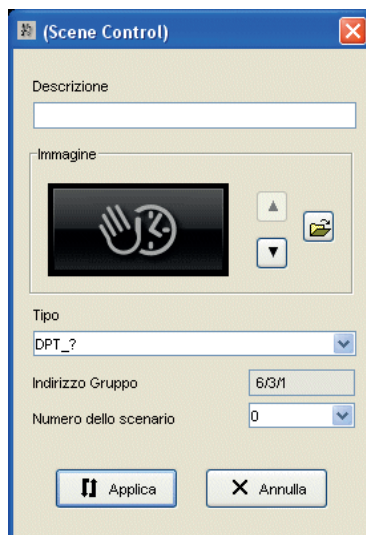 (Scene Control)
Descrizione
Immagine
Tipo
DPT_?
Indirizzo Gruppo 6/3/1
Numero dello scenario 0
Applica Annulla